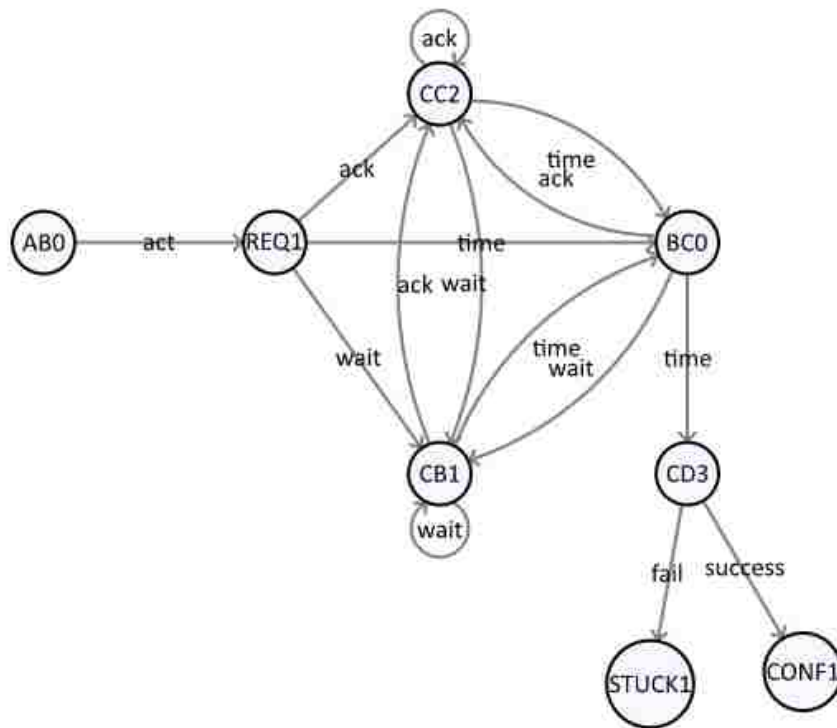 ack
CC2
ack
time
ack
AB0
act
REQ1
time
BC0
ack
wait
wait
time
wait
time
CB1
CD3
wait
fail
success
STUCK1
CONF1